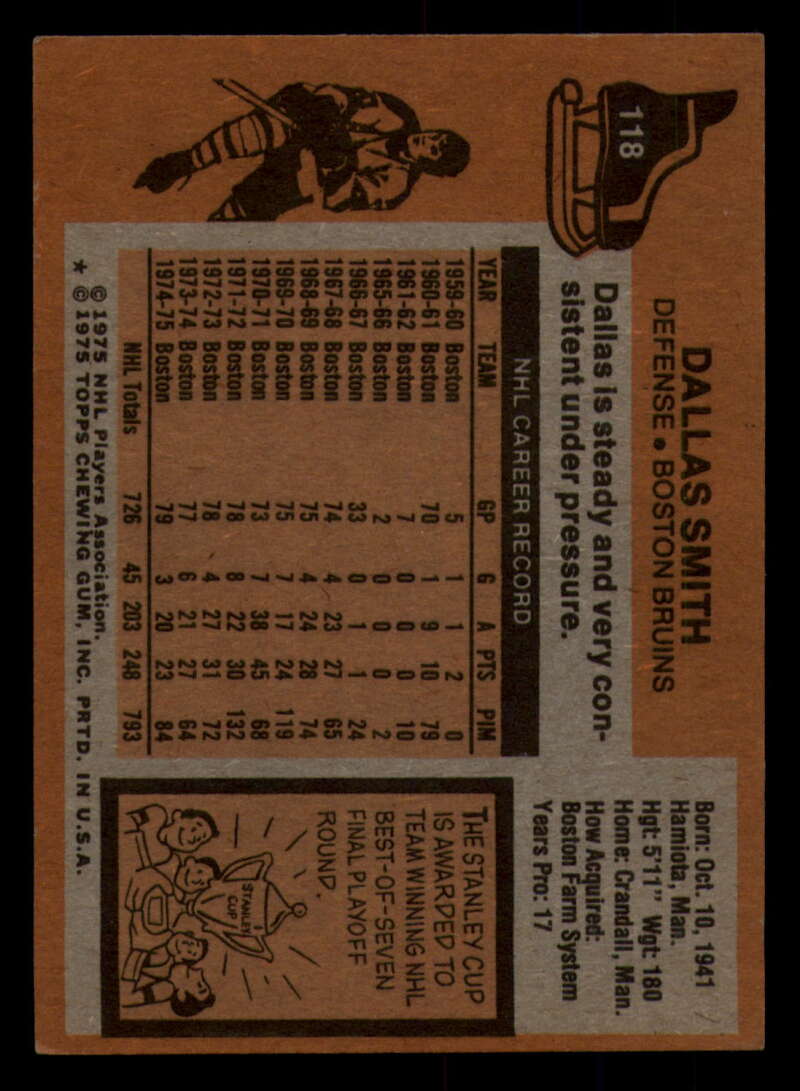 118
DALLAS SMITH
DEFENSE • BOSTON BRUINS
Dallas is steady and very con-
sistent under pressure.
NHL CAREER RECORD
YEAR TEAM GP G A PTS PIM
1959-60 Boston 5 1 1 2 0
1960-61 Boston 70 1 9 10 79
1961-62 Boston 7 0 0 0 10
1965-66 Boston 2 0 0 0 2
1966-67 Boston 33 0 1 1 24
1967-68 Boston 74 4 23 27 65
1968-69 Boston 75 4 24 28 74
1969-70 Boston 75 7 17 24 119
1970-71 Boston 73 7 38 45 68
1971-72 Boston 78 8 22 30 132
1972-73 Boston 78 4 27 31 72
1973-74 Boston 77 6 21 27 64
1974-75 Boston 79 3 20 23 84
NHL Totals 726 45 203 248 793
© 1975 NHL Players Association.
* © 1975 TOPPS CHEWING GUM, INC. PRTD. IN U.S.A.
Born: Oct. 10, 1941
Hamiota, Man.
Hgt: 5'11" Wgt: 180
Home: Crandall, Man.
How Acquired:
Boston Farm System
Years Pro: 17
THE STANLEY CUP
IS AWARDED TO
TEAM WINNING NHL
BEST-OF-SEVEN
FINAL PLAYOFF
ROUND.
STANLEY
CUP